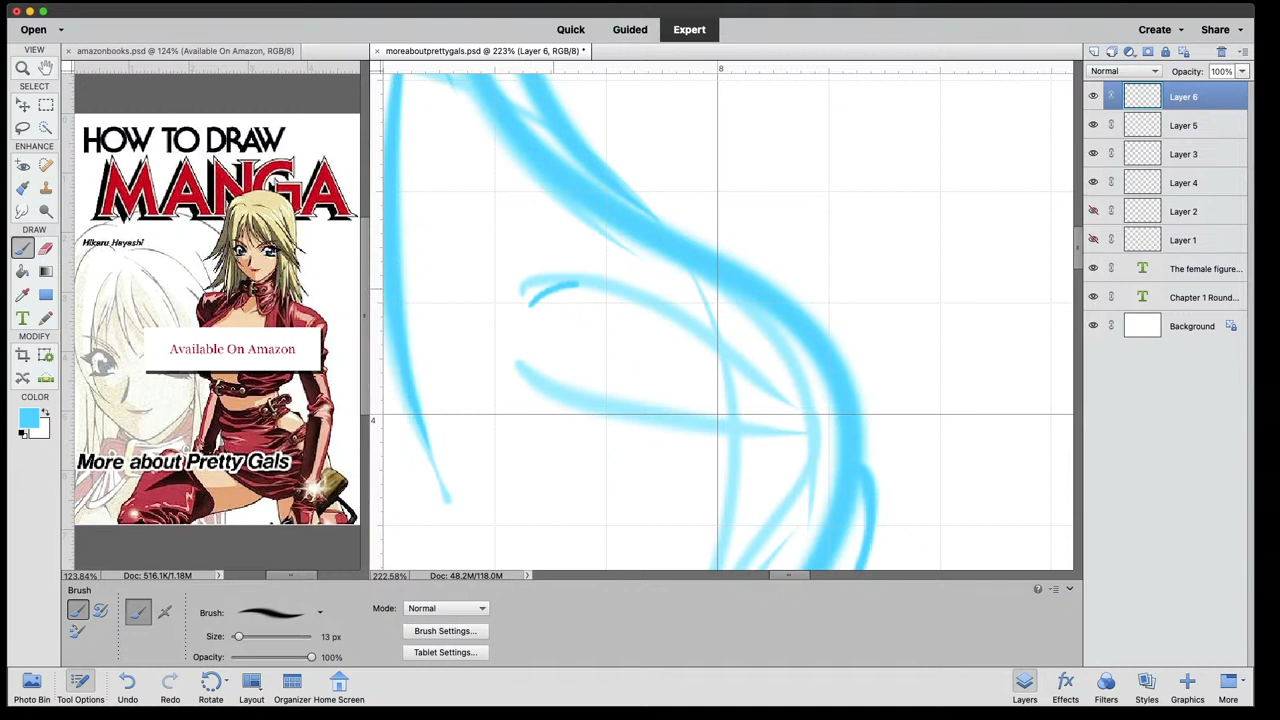 Open
Quick
Guided
Expert
Create
Share
VIEW
× amazonbooks.psd @ 124% (Available On Amazon, RGB/8)
× moreaboutprettygals.psd @ 223% (Layer 6, RGB/8) *
SELECT
ENHANCE
DRAW
MODIFY
COLOR
8
4
HOW TO DRAW
MANGA
Hikaru Hayashi
Available On Amazon
More about Pretty Gals
Normal
Opacity: 100%
Layer 6
Layer 5
Layer 3
Layer 4
Layer 2
Layer 1
The female figure...
Chapter 1 Round...
Background
123.84%
Doc: 516.1K/1.18M
222.58%
Doc: 48.2M/118.0M
Brush
Brush:
Size:
13 px
Opacity:
100%
Mode:
Normal
Brush Settings...
Tablet Settings...
Photo Bin
Tool Options
Undo
Redo
Rotate
Layout
Organizer
Home Screen
Layers
Effects
Filters
Styles
Graphics
More